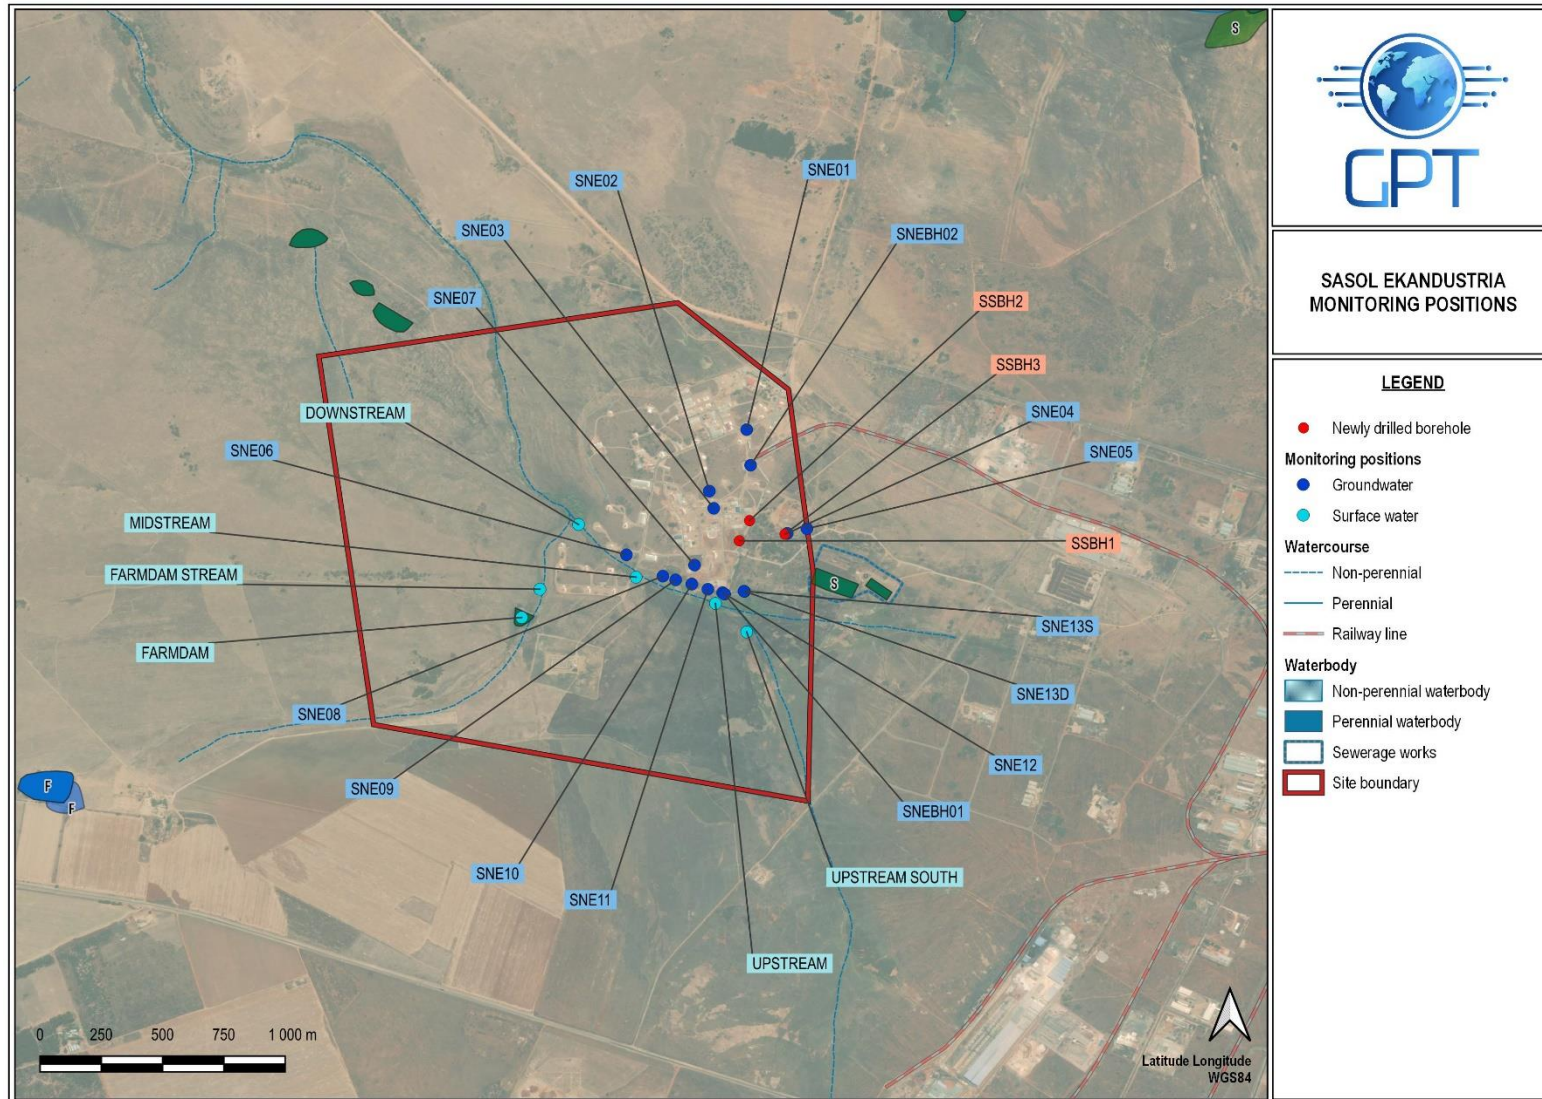 S
SNE01
SNE02
SNE03
SNEBH02
SNE07
SSBH2
SSBH3
DOWNSTREAM
SNE04
SNE06
SNE05
MIDSTREAM
SSBH1
FARMDAM STREAM
S
SNE13S
FARMDAM
SNE13D
SNE08
SNE12
SNE09
F
F
SNEBH01
SNE10
UPSTREAM SOUTH
SNE11
UPSTREAM
0 250 500 750 1 000 m
Latitude Longitude
WGS84
GPT
SASOL EKANDUSTRIA
MONITORING POSITIONS
LEGEND
Newly drilled borehole
Monitoring positions
Groundwater
Surface water
Watercourse
Non-perennial
Perennial
Railway line
Waterbody
Non-perennial waterbody
Perennial waterbody
Sewerage works
Site boundary